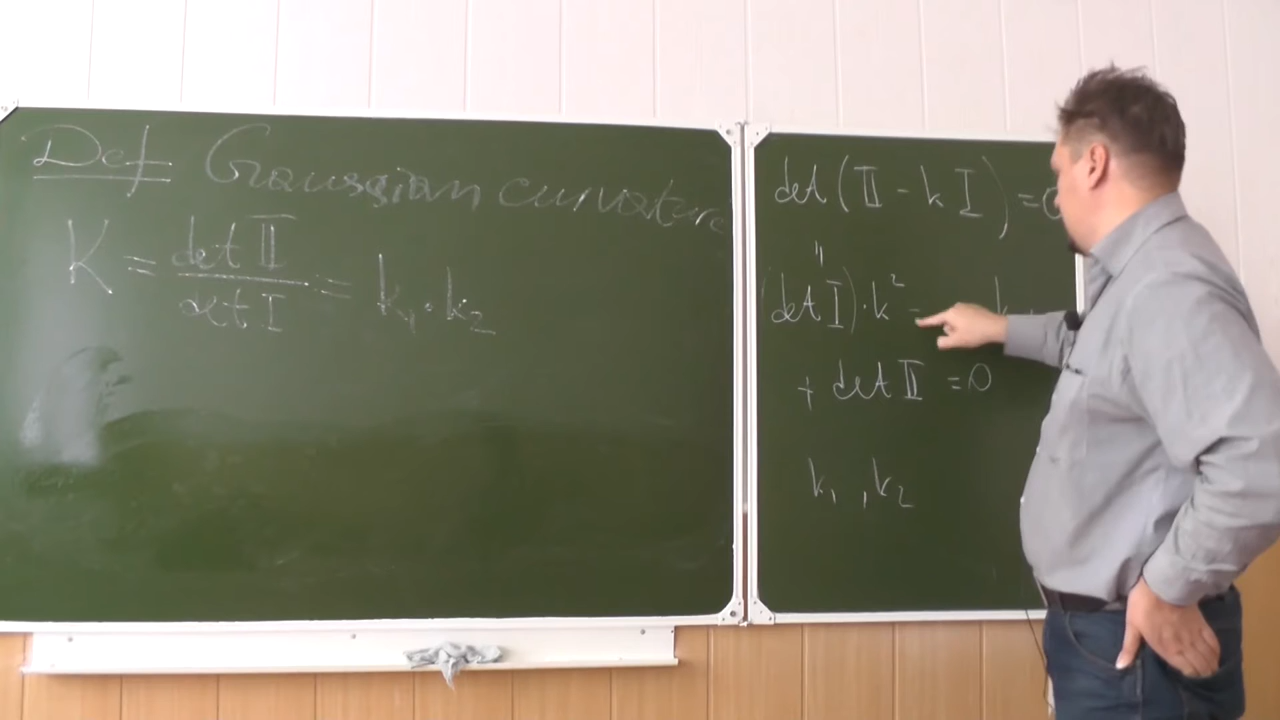 Def Gaussian curvature
K = det II / det I = k₁·k₂
det(II - k I) = 0
"
(det I)·k² - k +
+ det II = 0
k₁, k₂